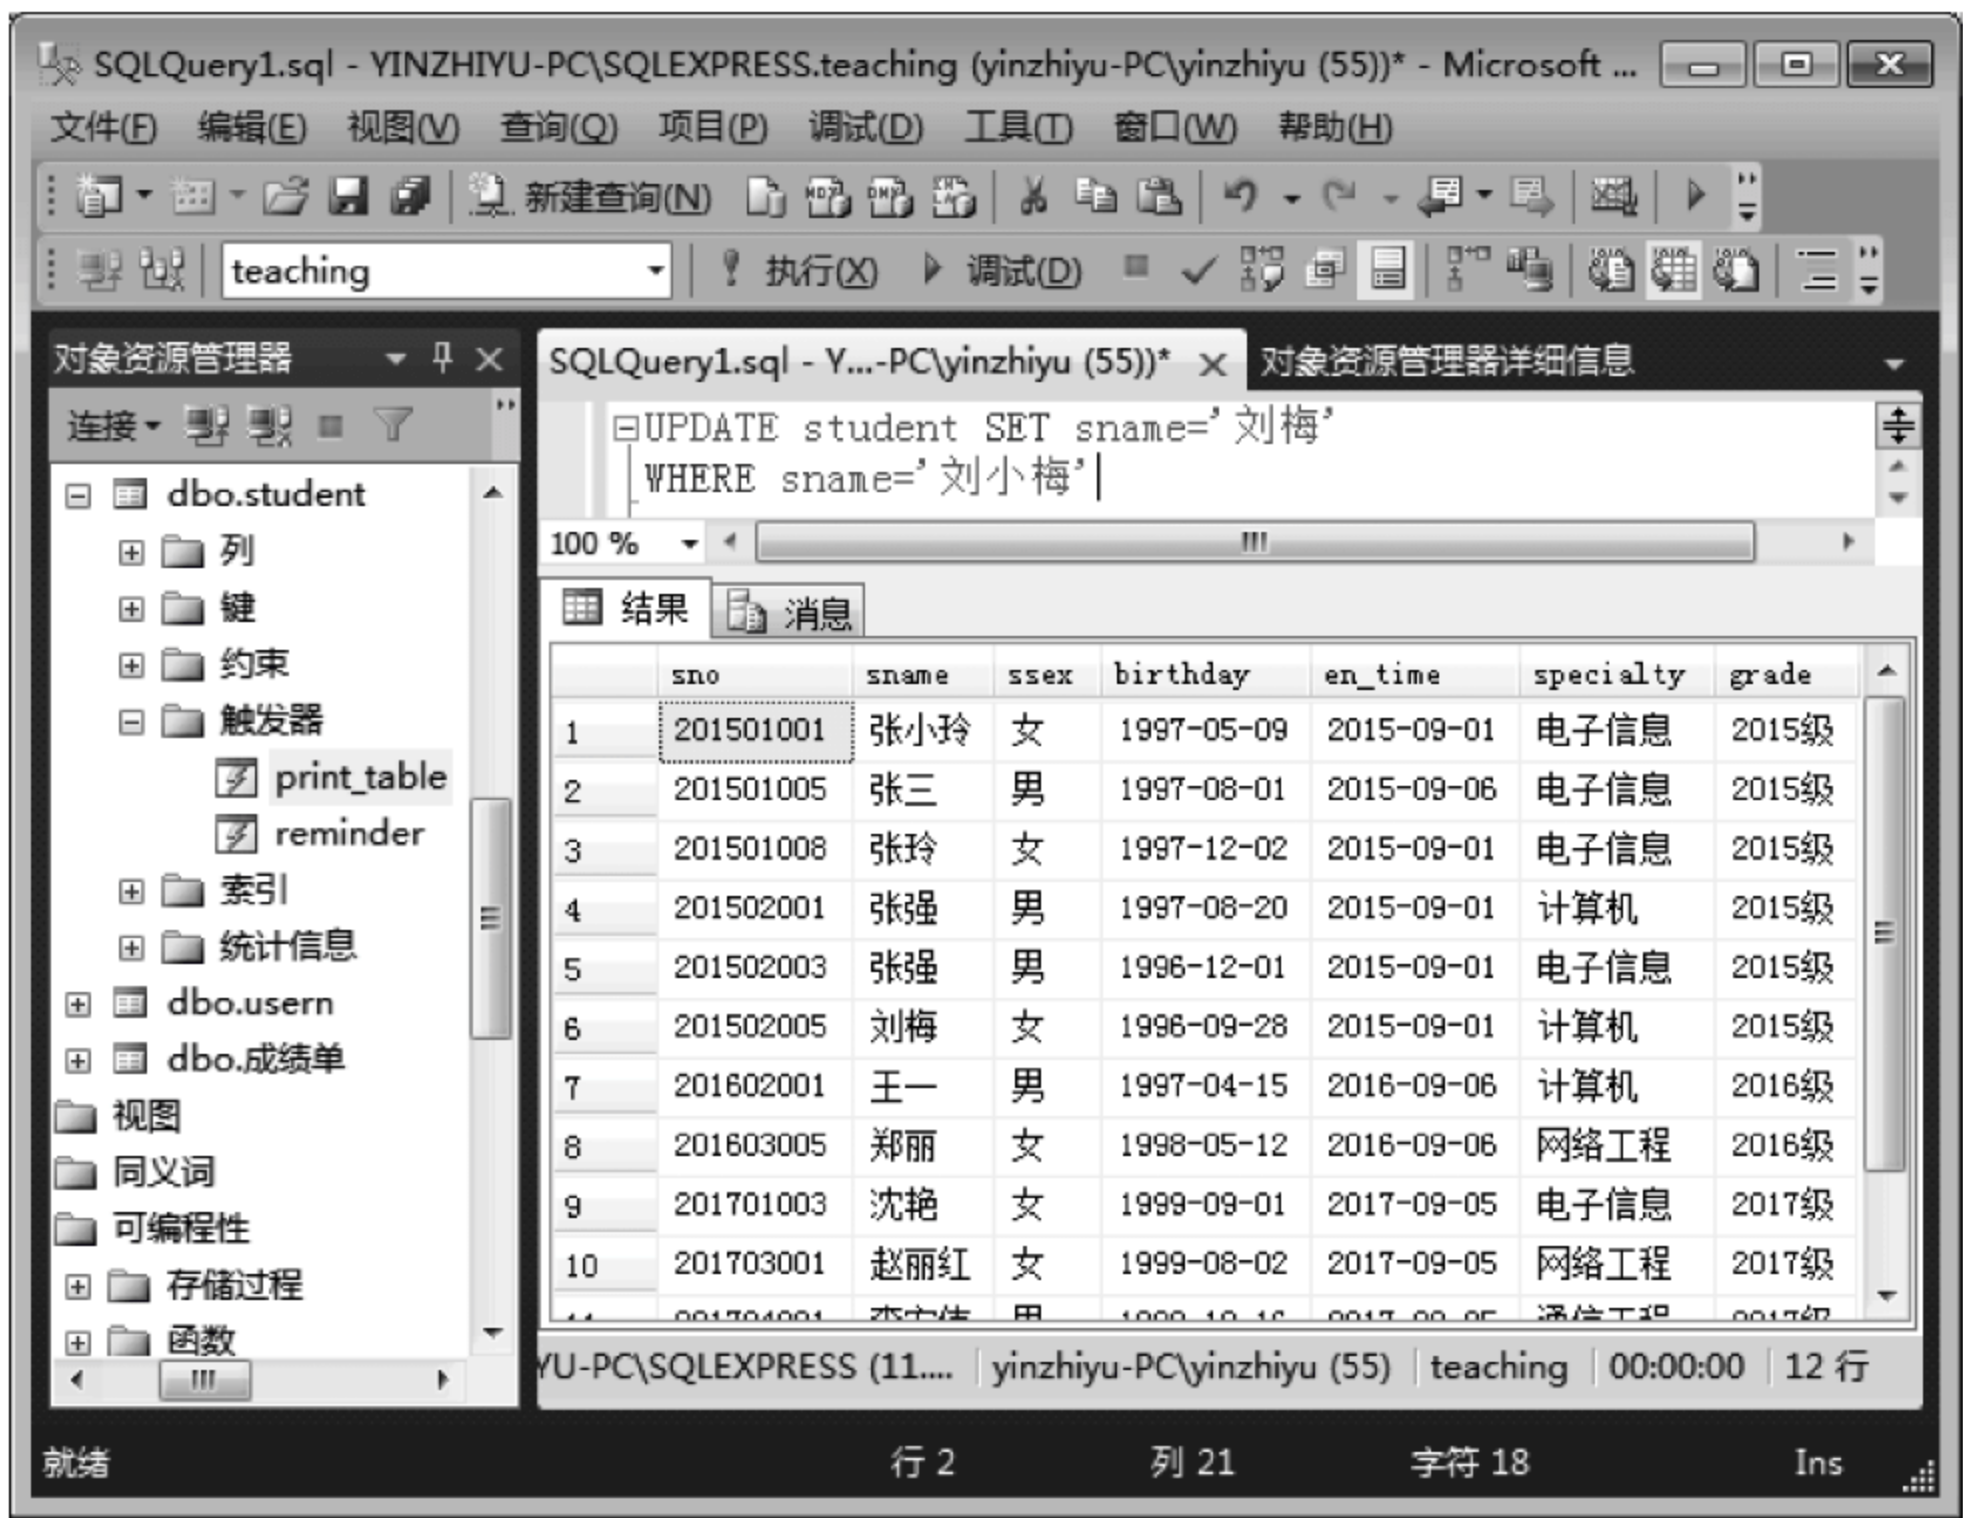 SQLQuery1.sql - YINZHIYU-PC\SQLEXPRESS.teaching (yinzhiyu-PC\yinzhiyu (55))* - Microsoft ...
文件(F) 编辑(E) 视图(V) 查询(Q) 项目(P) 调试(D) 工具(T) 窗口(W) 帮助(H)
新建查询(N)
teaching 执行(X) 调试(D)
对象资源管理器
连接
dbo.student
列
键
约束
触发器
print_table
reminder
索引
统计信息
dbo.usern
dbo.成绩单
视图
同义词
可编程性
存储过程
函数
SQLQuery1.sql - Y...-PC\yinzhiyu (55))* 对象资源管理器详细信息
UPDATE student SET sname='刘梅'
WHERE sname='刘小梅'
100 %
结果 消息
sno sname ssex birthday en_time specialty grade
1 201501001 张小玲 女 1997-05-09 2015-09-01 电子信息 2015级
2 201501005 张三 男 1997-08-01 2015-09-06 电子信息 2015级
3 201501008 张玲 女 1997-12-02 2015-09-01 电子信息 2015级
4 201502001 张强 男 1997-08-20 2015-09-01 计算机 2015级
5 201502003 张强 男 1996-12-01 2015-09-01 电子信息 2015级
6 201502005 刘梅 女 1996-09-28 2015-09-01 计算机 2015级
7 201602001 王一 男 1997-04-15 2016-09-06 计算机 2016级
8 201603005 郑丽 女 1998-05-12 2016-09-06 网络工程 2016级
9 201701003 沈艳 女 1999-09-01 2017-09-05 电子信息 2017级
10 201703001 赵丽红 女 1999-08-02 2017-09-05 网络工程 2017级
YU-PC\SQLEXPRESS (11.... yinzhiyu-PC\yinzhiyu (55) teaching 00:00:00 12 行
就绪 行 2 列 21 字符 18 Ins